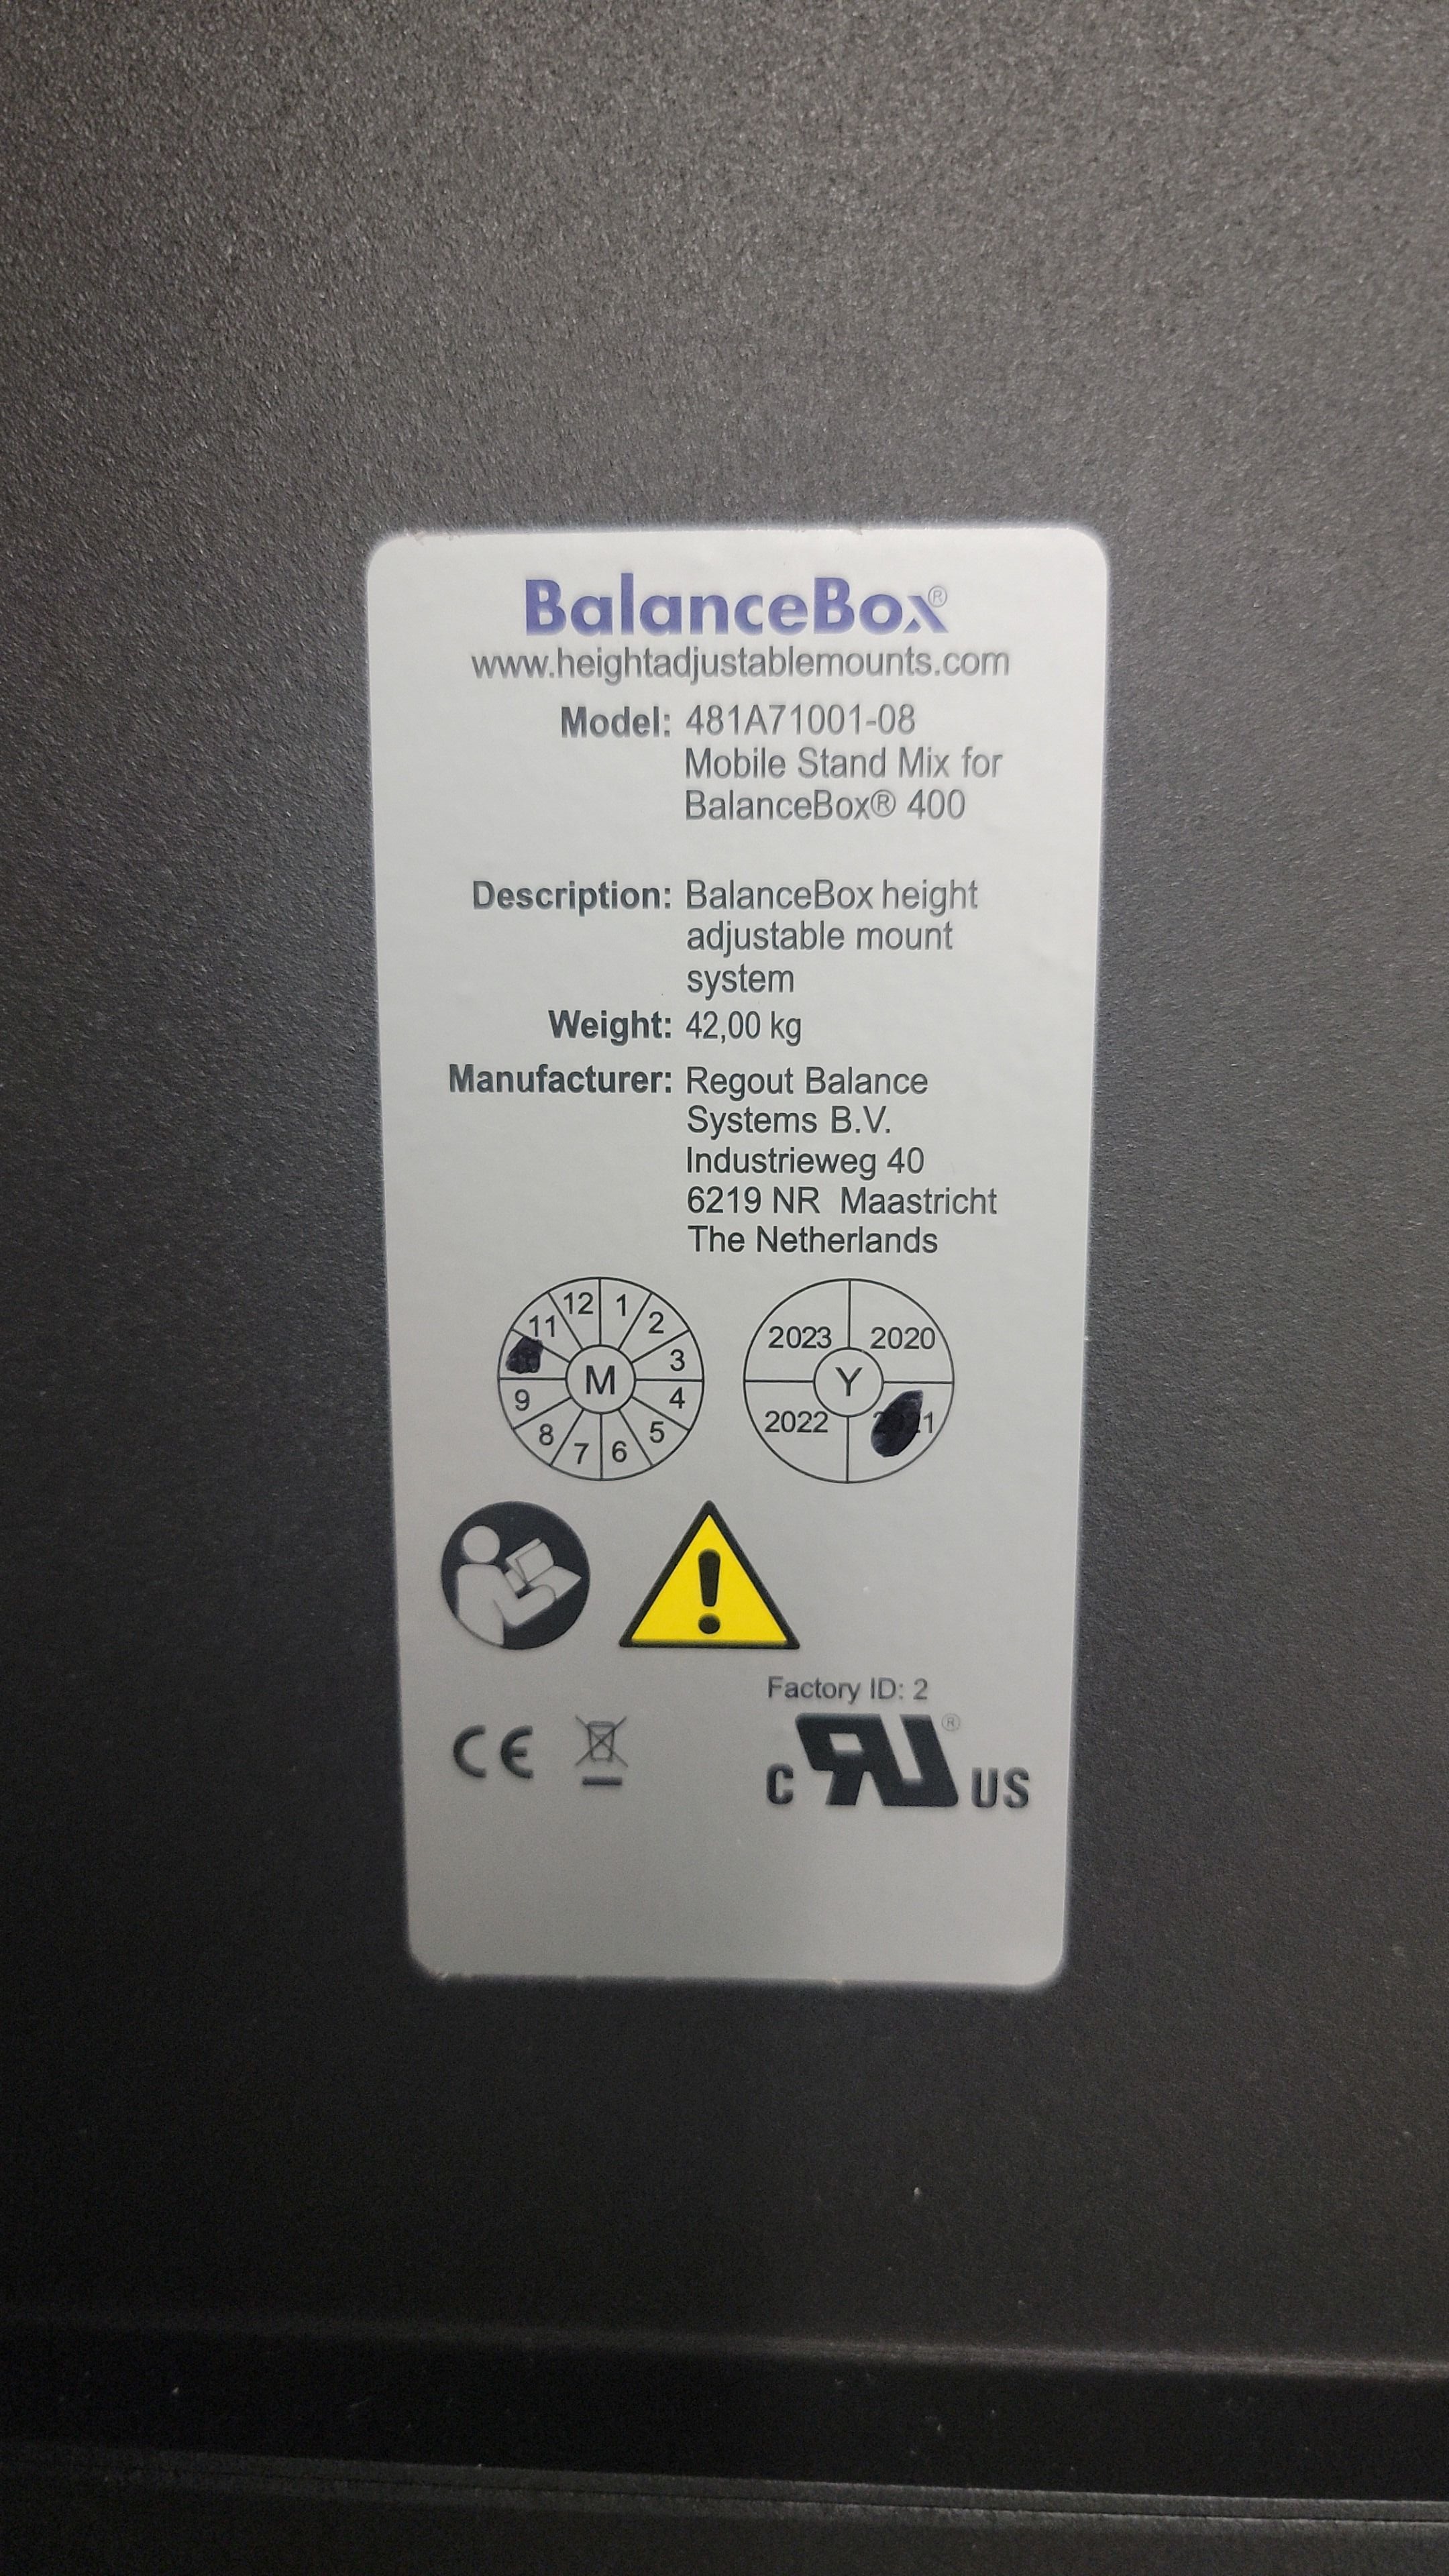 BalanceBox®
www.heightadjustablemounts.com
Model: 481A71001-08
Mobile Stand Mix for
BalanceBox® 400
Description: BalanceBox height
adjustable mount
system
Weight: 42,00 kg
Manufacturer: Regout Balance
Systems B.V.
Industrieweg 40
6219 NR Maastricht
The Netherlands
12 1
11 2
3
M
9 4
8 5
7 6
2023 2020
Y
2022
Factory ID: 2
CE
c RU® US